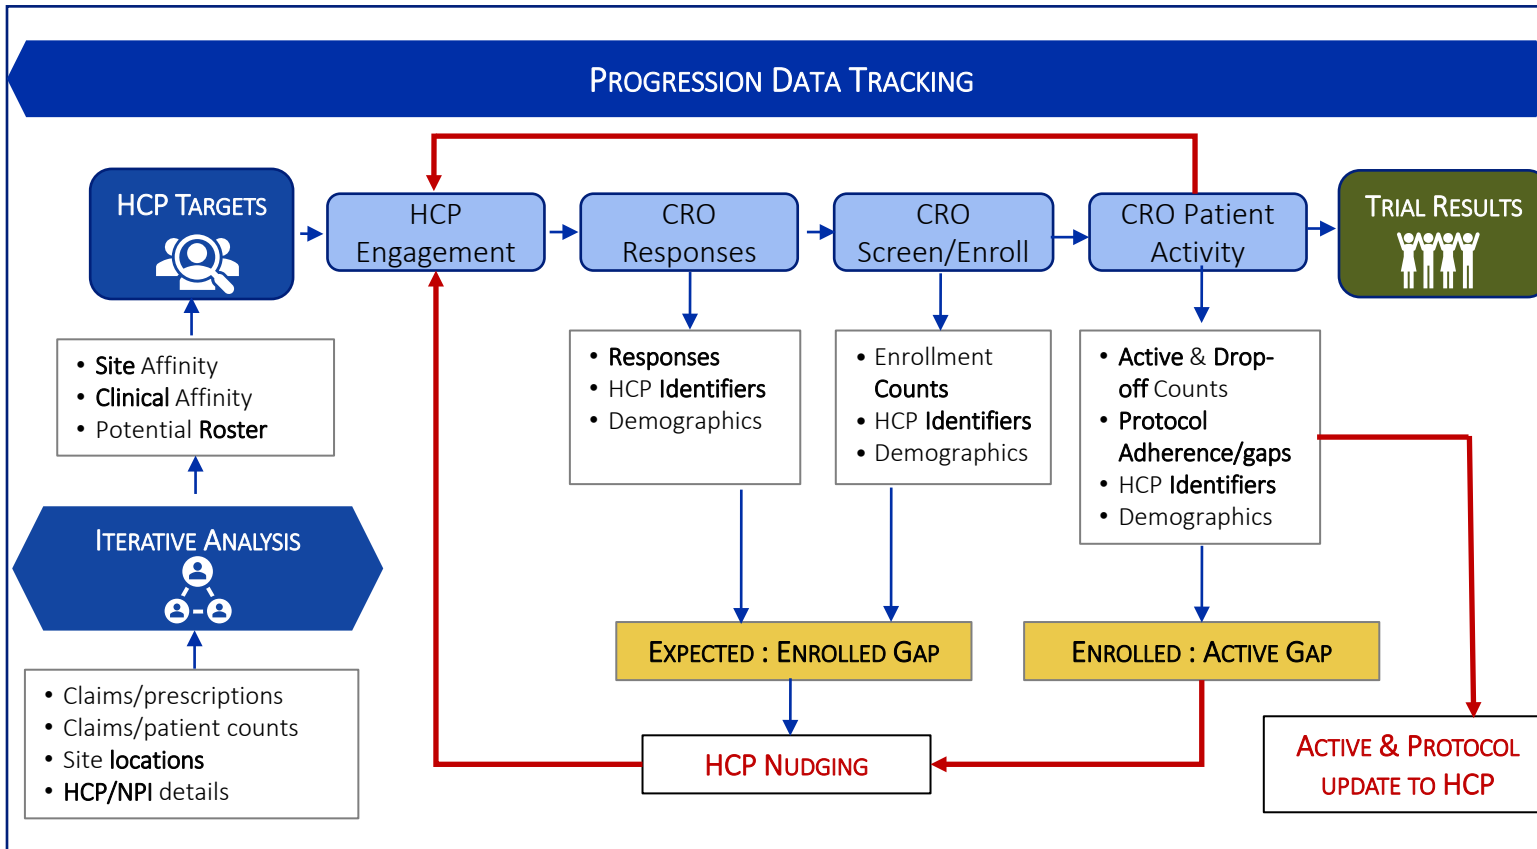 PROGRESSION DATA TRACKING
HCP TARGETS
HCP
Engagement
CRO
Responses
CRO
Screen/Enroll
CRO Patient
Activity
TRIAL RESULTS
• Site Affinity
• Clinical Affinity
• Potential Roster
• Responses
• HCP Identifiers
• Demographics
• Enrollment
Counts
• HCP Identifiers
• Demographics
• Active & Drop-
off Counts
• Protocol
Adherence/gaps
• HCP Identifiers
• Demographics
ITERATIVE ANALYSIS
• Claims/prescriptions
• Claims/patient counts
• Site locations
• HCP/NPI details
EXPECTED : ENROLLED GAP
ENROLLED : ACTIVE GAP
HCP NUDGING
ACTIVE & PROTOCOL
UPDATE TO HCP